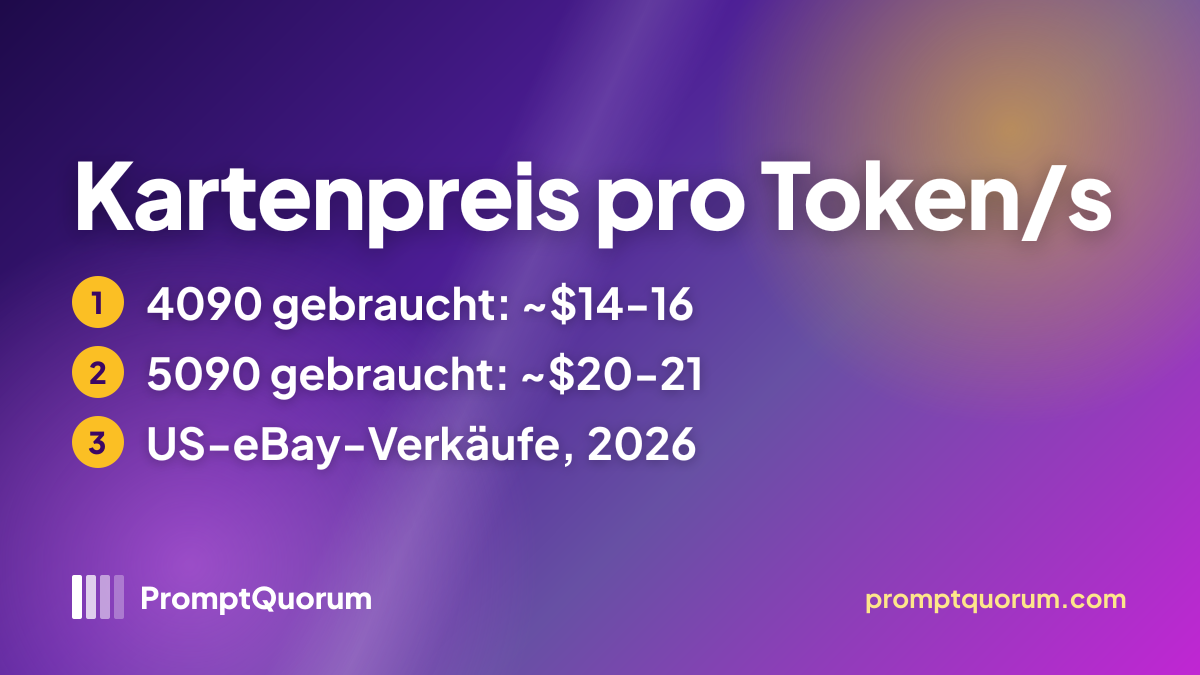 Kartenpreis pro Token/s
1 4090 gebraucht: ~$14–16
2 5090 gebraucht: ~$20–21
3 US-eBay-Verkäufe, 2026
PromptQuorum
promptquorum.com